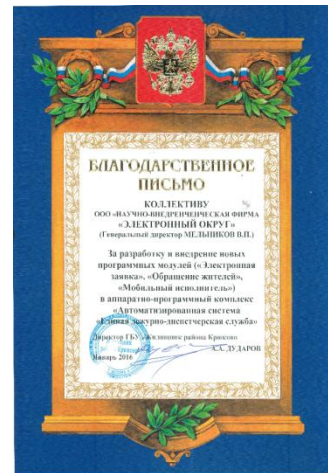 БЛАГОДАРСТВЕННОЕ
ПИСЬМО
КОЛЛЕКТИВУ
ООО «НАУЧНО-ВНЕДРЕНЧЕСКАЯ ФИРМА
«ЭЛЕКТРОННЫЙ ОКРУГ»
(Генеральный директор МЕЛЬНИКОВ В.П.)
За разработку и внедрение новых
программных модулей («Электронная
заявка», «Обращение жителей»,
«Мобильный исполнитель»)
в аппаратно-программный комплекс
«Автоматизированная система
«Единая дежурно-диспетчерская служба»
Директор ГБУ «Жилищник района Крюково
А.А. ДУДАРОВ
Январь 2016